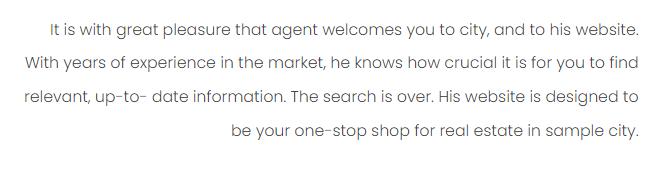 It is with great pleasure that agent welcomes you to city, and to his website.
With years of experience in the market, he knows how crucial it is for you to find
relevant, up-to- date information. The search is over. His website is designed to
be your one-stop shop for real estate in sample city.